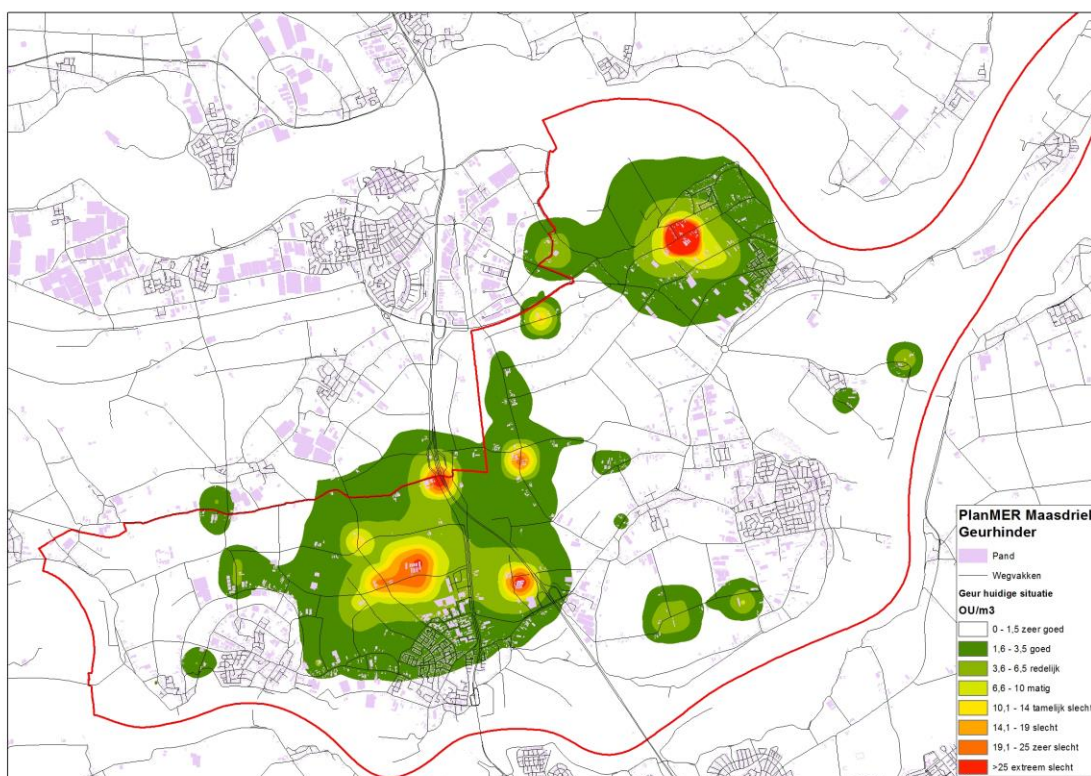 PlanMER Maasdriel
Geurhinder
Pand
Wegvakken
Geur huidige situatie
OU/m3
0 - 1,5 zeer goed
1,6 - 3,5 goed
3,6 - 6,5 redelijk
6,6 - 10 matig
10,1 - 14 tamelijk slecht
14,1 - 19 slecht
19,1 - 25 zeer slecht
>25 extreem slecht